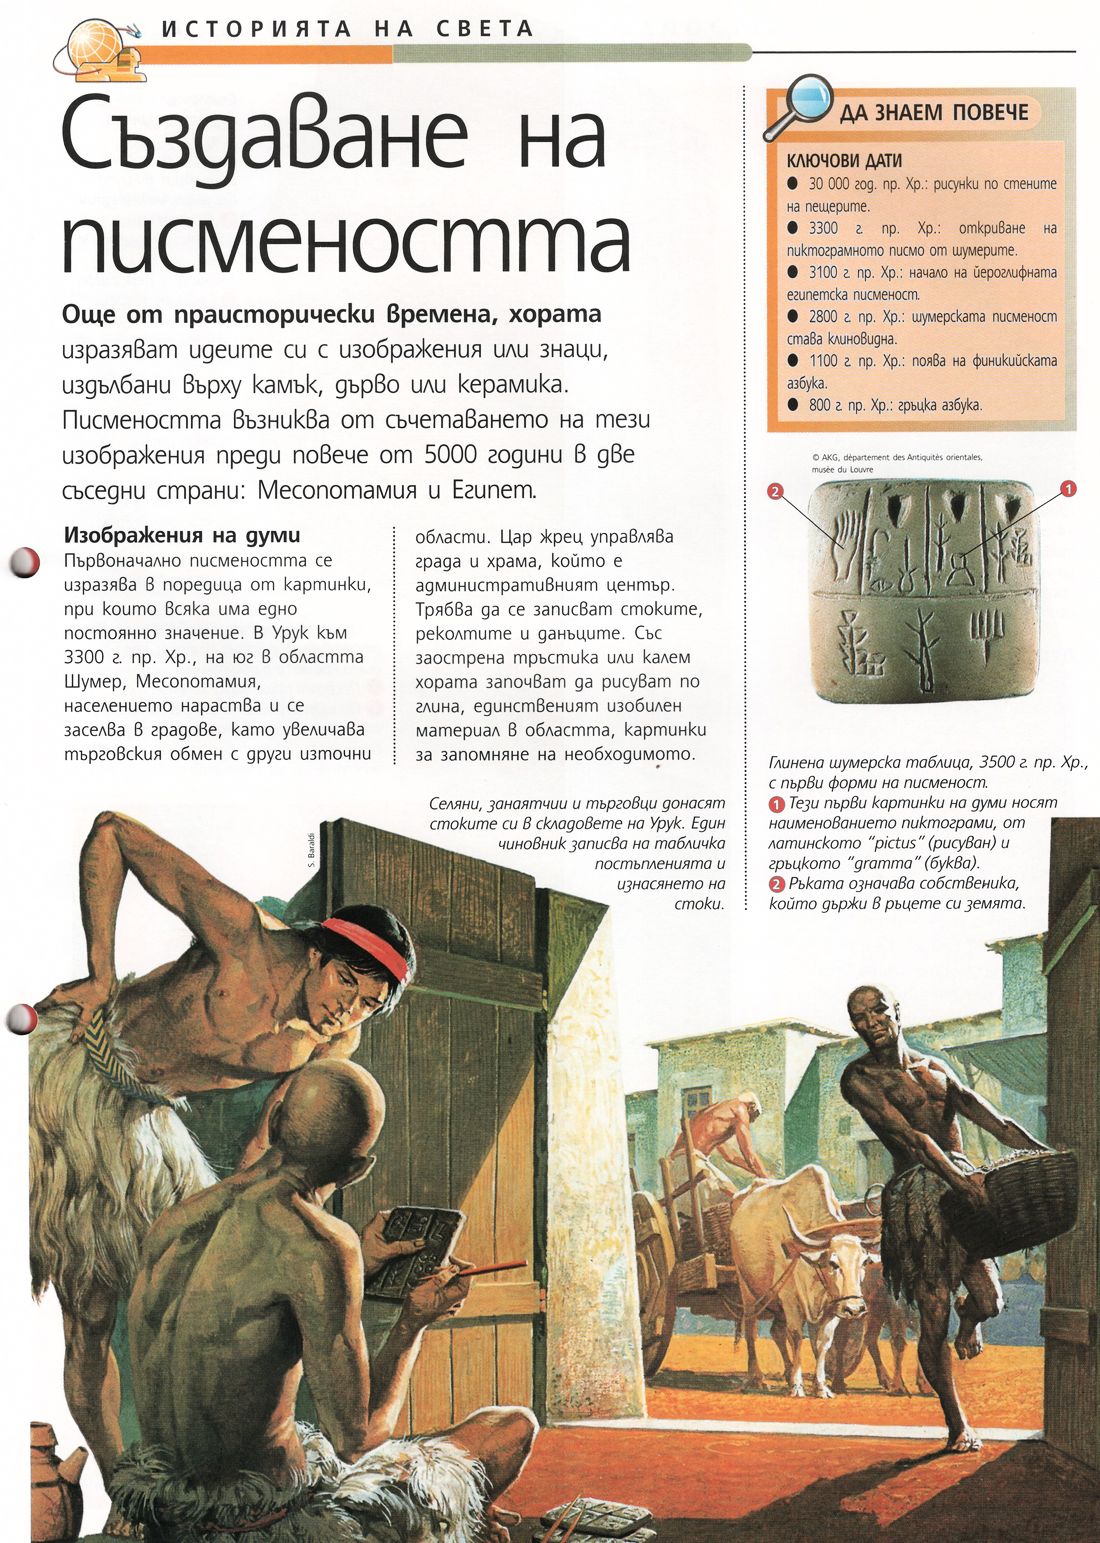 ИСТОРИЯТА НА СВЕТА
Създаване на
писмеността
Още от праисторически времена, хората
изразяват идеите си с изображения или знаци,
издълбани върху камък, дърво или керамика.
Писмеността възниква от съчетаването на тези
изображения преди повече от 5000 години в две
съседни страни: Месопотамия и Египет.
Изображения на думи
Първоначално писмеността се
изразява в поредица от картинки,
при които всяка има едно
постоянно значение. В Урук към
3300 г. пр. Хр., на юг в областта
Шумер, Месопотамия,
населението нараства и се
заселва в градове, като увеличава
търговския обмен с други източни
области. Цар жрец управлява
града и храма, който е
административният център.
Трябва да се записват стоките,
реколтите и данъците. Със
заострена тръстика или калем
хората започват да рисуват по
глина, единственият изобилен
материал в областта, картинки
за запомняне на необходимото.
Селяни, занаятчии и търговци донасят
стоките си в складовете на Урук. Един
чиновник записва на табличка
постъпленията и
изнасянето на
стоки.
S. Baraldi
ДА ЗНАЕМ ПОВЕЧЕ
КЛЮЧОВИ ДАТИ
● 30 000 год. пр. Хр.: рисунки по стените
на пещерите.
● 3300 г. пр. Хр.: откриване на
пиктограмното писмо от шумерите.
● 3100 г. пр. Хр.: начало на йероглифната
египетска писменост.
● 2800 г. пр. Хр.: шумерската писменост
става клиновидна.
● 1100 г. пр. Хр.: поява на финикийската
азбука.
● 800 г. пр. Хр.: гръцка азбука.
© AKG, département des Antiquités orientales,
musée du Louvre
2 1
Глинена шумерска таблица, 3500 г. пр. Хр.,
с първи форми на писменост.
1 Тези първи картинки на думи носят
наименованието пиктограми, от
латинското "pictus" (рисуван) и
гръцкото "gramma" (буква).
2 Ръката означава собственика,
който държи в ръцете си земята.